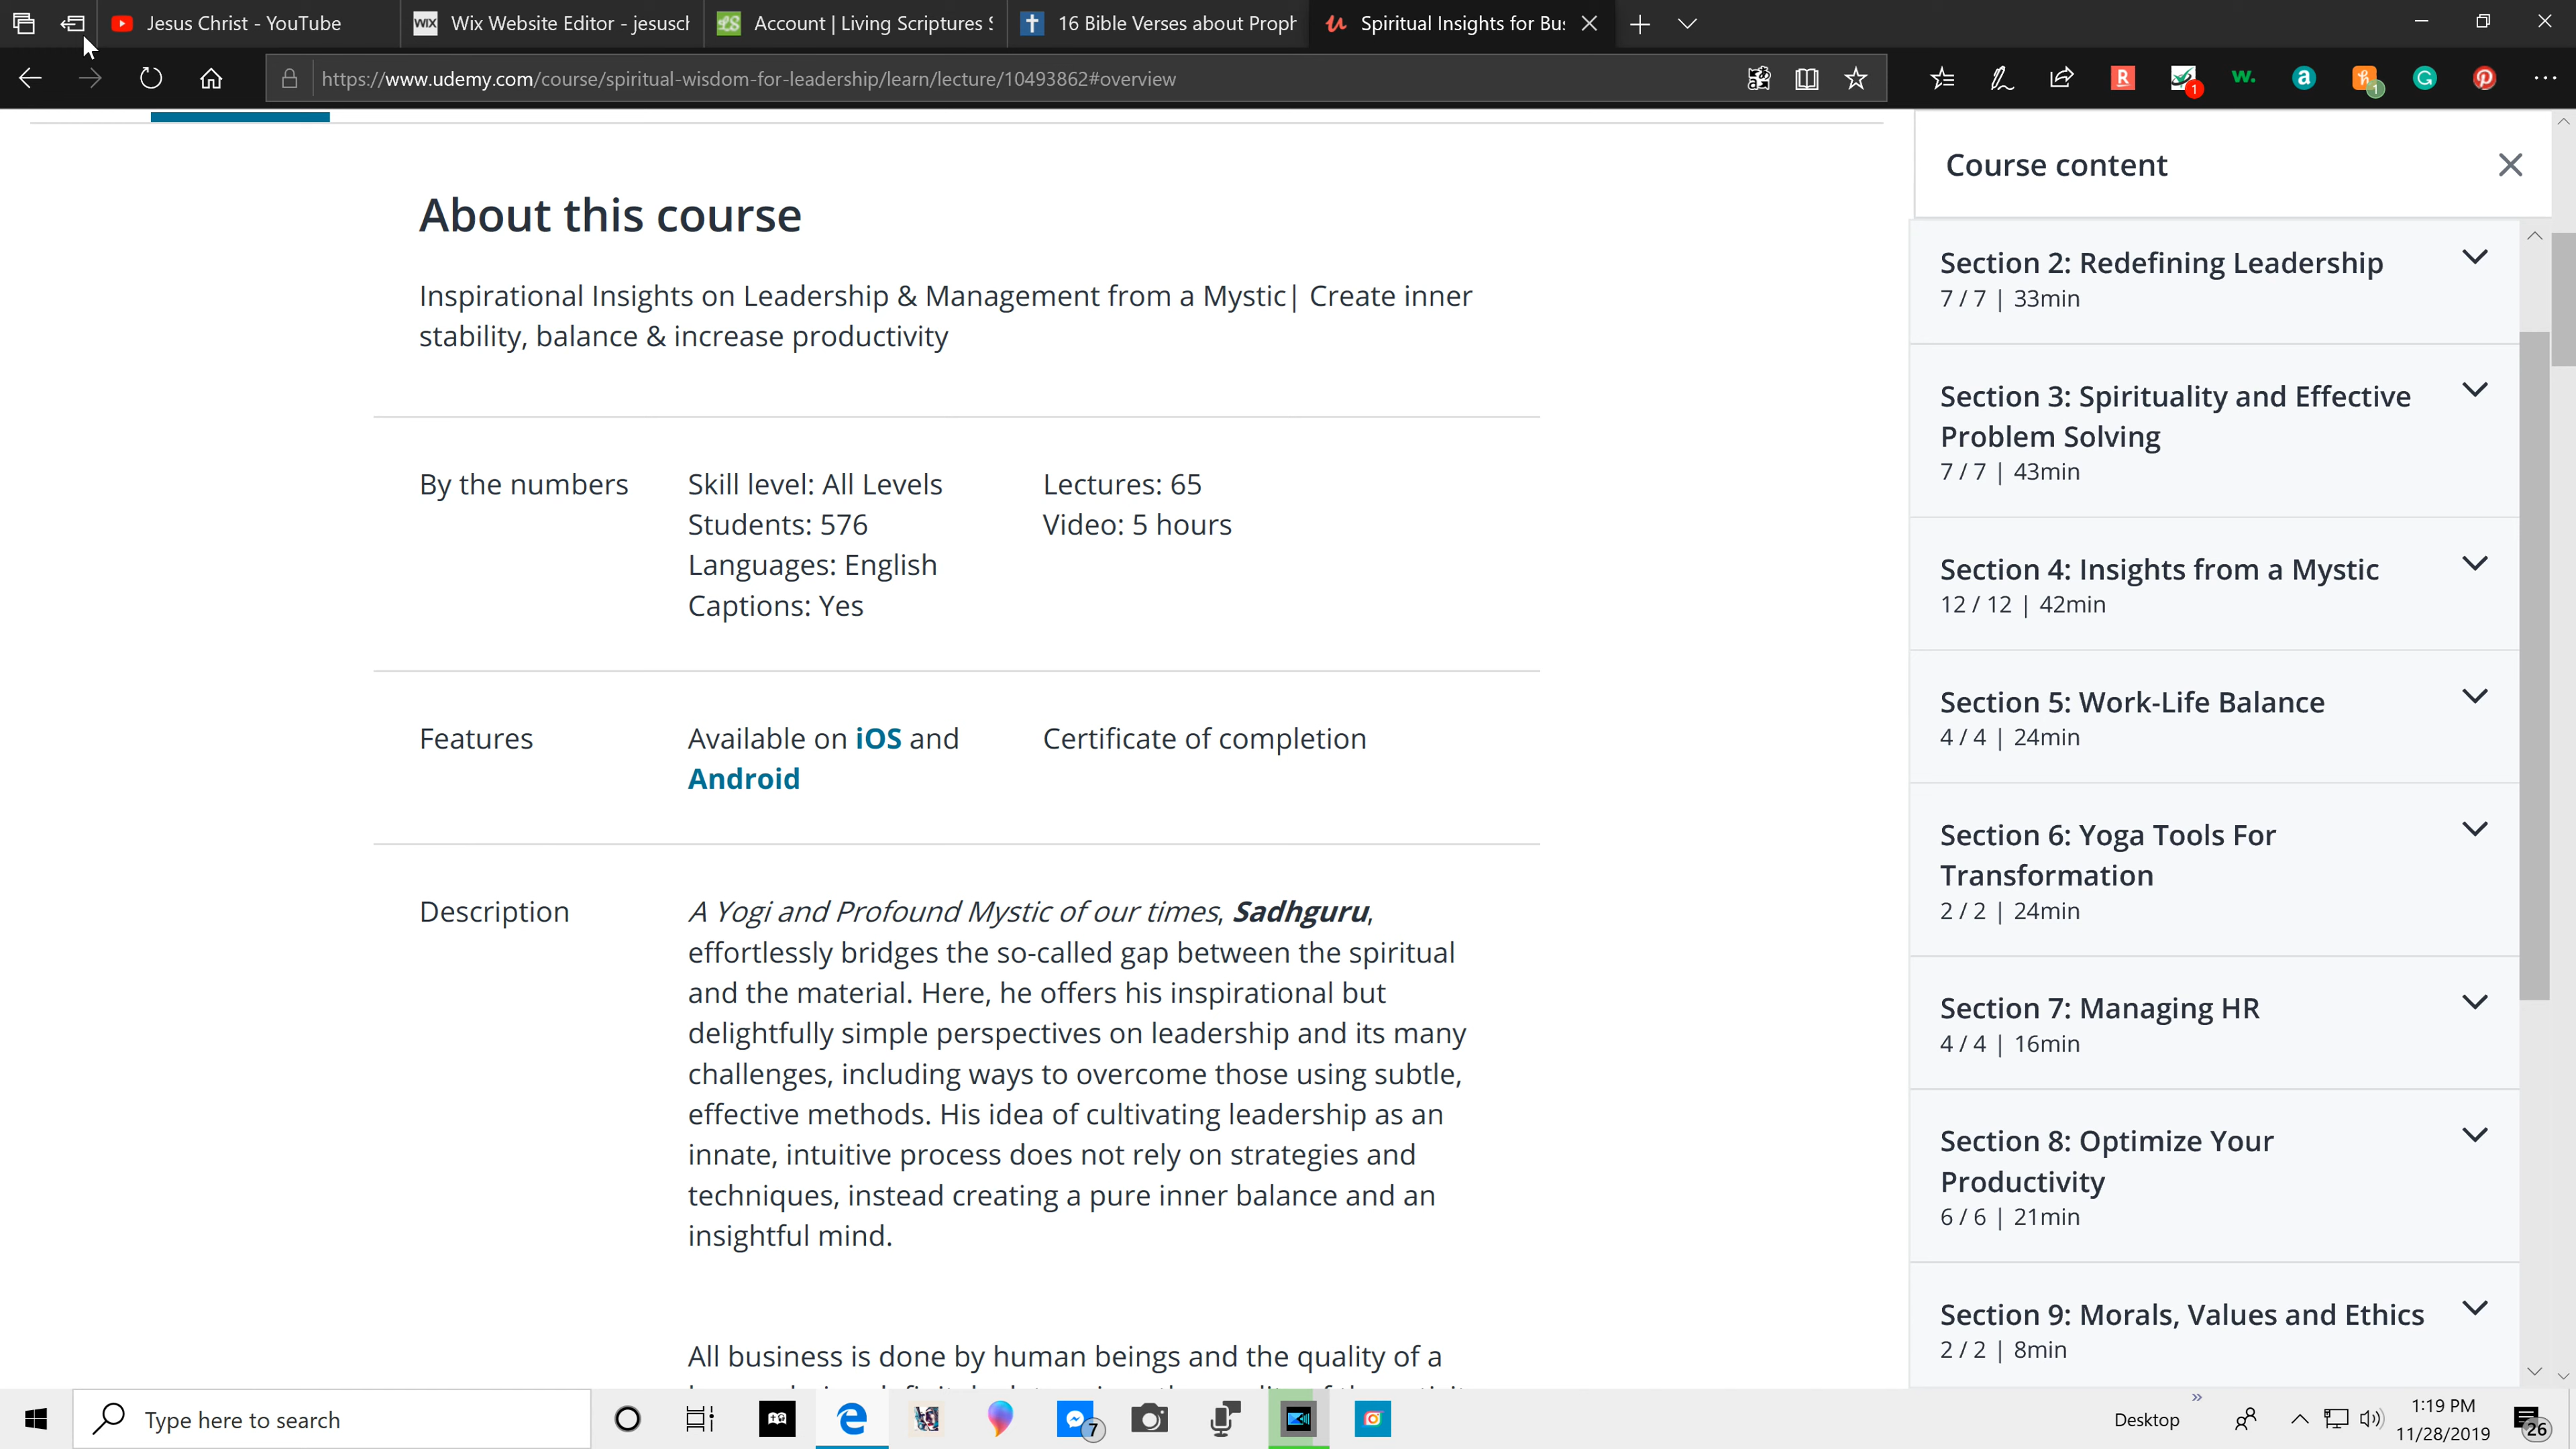 Jesus Christ - YouTube
WIX Wix Website Editor - jesuscl
LS Account | Living Scriptures S
16 Bible Verses about Proph
Spiritual Insights for Bus
https://www.udemy.com/course/spiritual-wisdom-for-leadership/learn/lecture/10493862#overview
R
1
w.
a
1
About this course
Inspirational Insights on Leadership & Management from a Mystic| Create inner
stability, balance & increase productivity
By the numbers
Skill level: All Levels
Students: 576
Languages: English
Captions: Yes
Lectures: 65
Video: 5 hours
Features
Available on iOS and
Android
Certificate of completion
Description
A Yogi and Profound Mystic of our times, Sadhguru,
effortlessly bridges the so-called gap between the spiritual
and the material. Here, he offers his inspirational but
delightfully simple perspectives on leadership and its many
challenges, including ways to overcome those using subtle,
effective methods. His idea of cultivating leadership as an
innate, intuitive process does not rely on strategies and
techniques, instead creating a pure inner balance and an
insightful mind.
All business is done by human beings and the quality of a
Course content
Section 2: Redefining Leadership
7 / 7 | 33min
Section 3: Spirituality and Effective
Problem Solving
7 / 7 | 43min
Section 4: Insights from a Mystic
12 / 12 | 42min
Section 5: Work-Life Balance
4 / 4 | 24min
Section 6: Yoga Tools For
Transformation
2 / 2 | 24min
Section 7: Managing HR
4 / 4 | 16min
Section 8: Optimize Your
Productivity
6 / 6 | 21min
Section 9: Morals, Values and Ethics
2 / 2 | 8min
Type here to search
7
Desktop
1:19 PM
11/28/2019
26